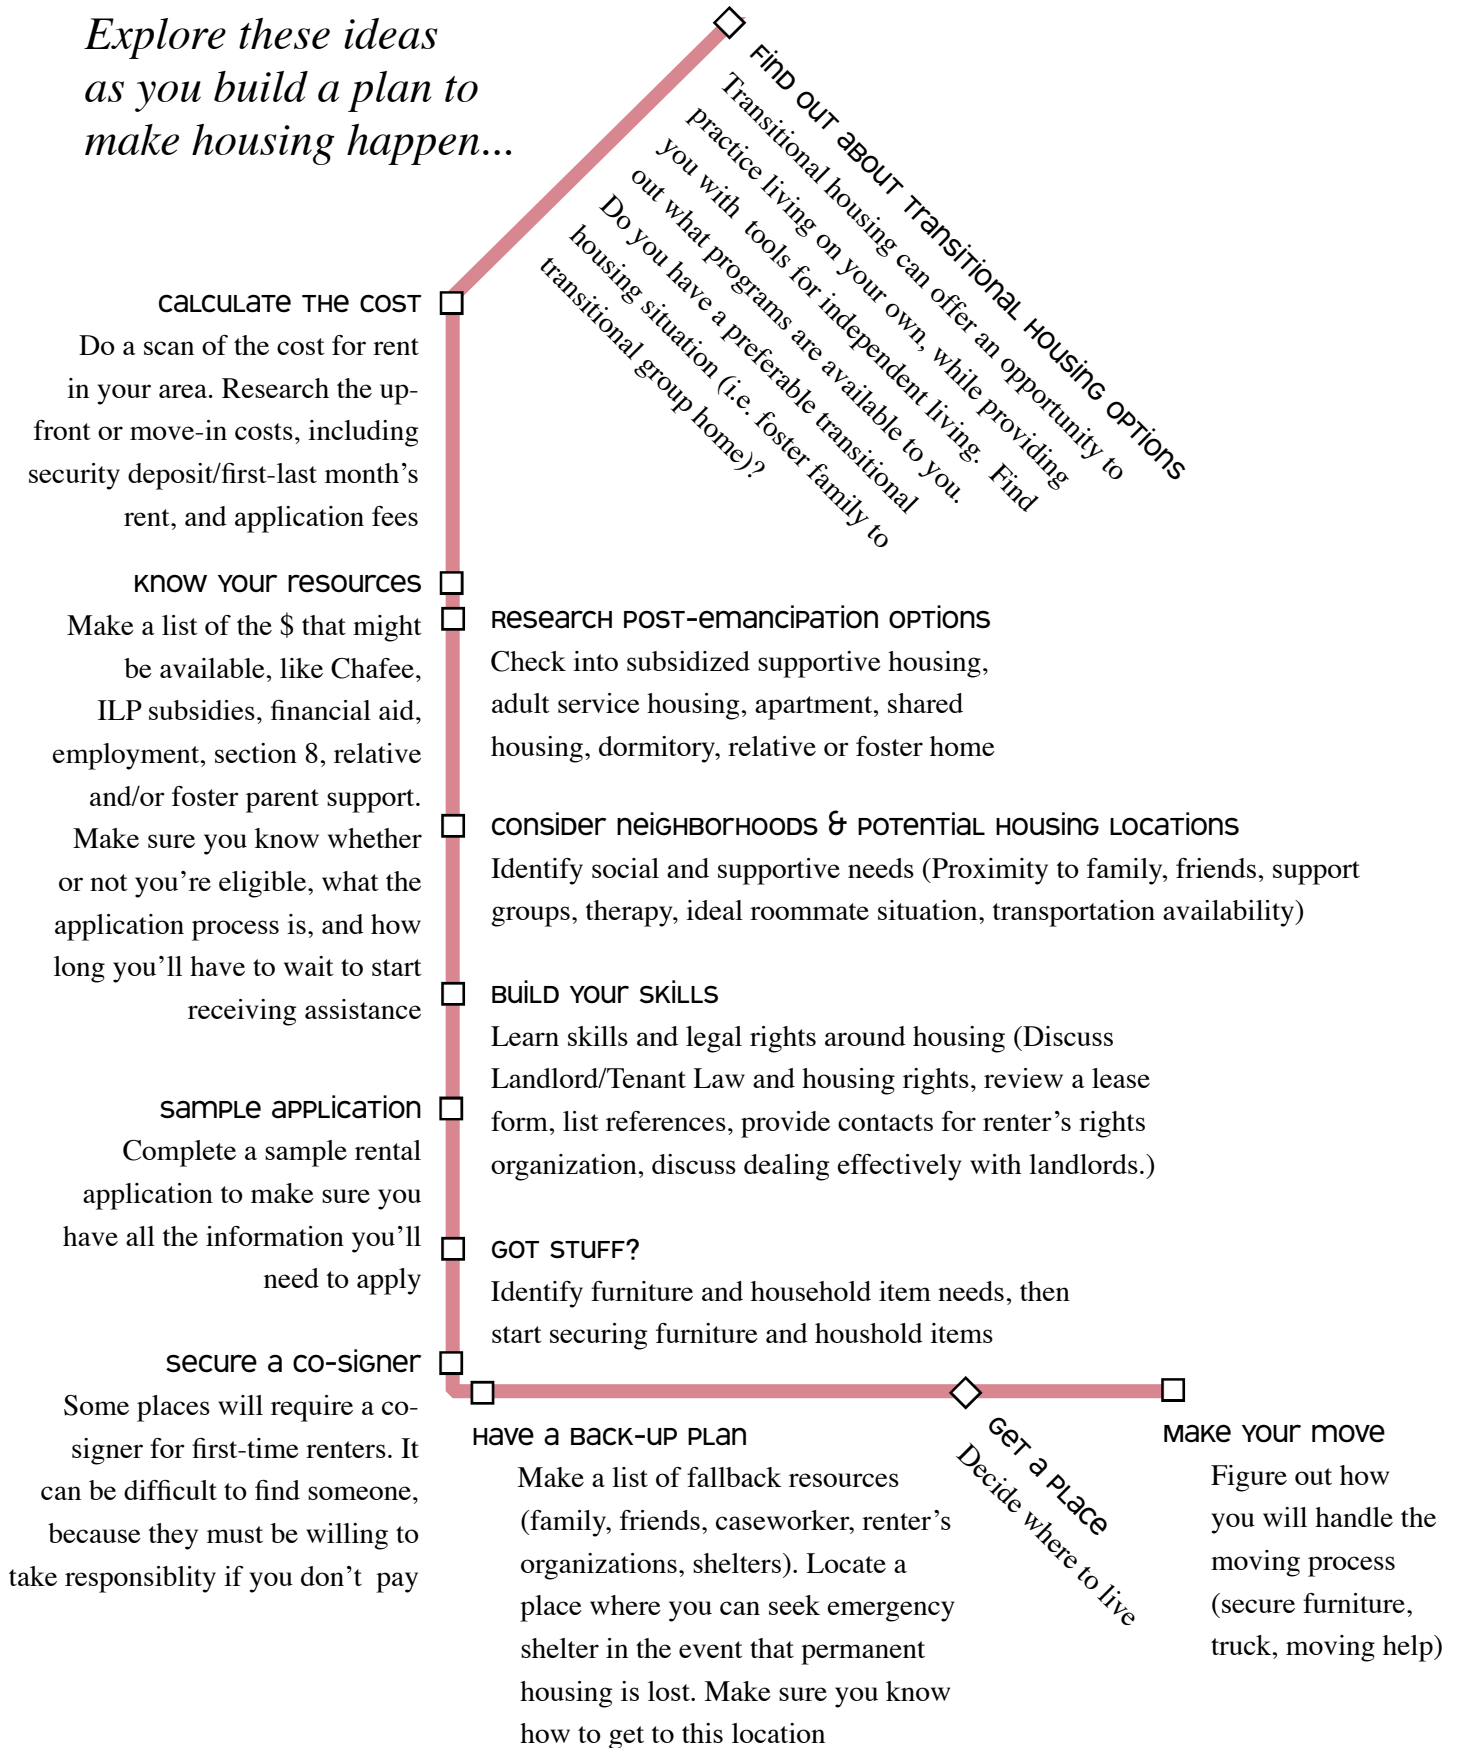 Explore these ideas
as you build a plan to
make housing happen...
Find out about transitional housing options
Transitional housing can offer an opportunity to
practice living on your own, while providing
you with tools for independent living. Find
out what programs are available to you.
Do you have a preferable transitional
housing situation (i.e. foster family to
transitional group home)?
calculate the cost
Do a scan of the cost for rent
in your area. Research the up-
front or move-in costs, including
security deposit/first-last month’s
rent, and application fees
know your resources
Make a list of the $ that might
be available, like Chafee,
ILP subsidies, financial aid,
employment, section 8, relative
and/or foster parent support.
Make sure you know whether
or not you’re eligible, what the
application process is, and how
long you’ll have to wait to start
receiving assistance
Research post-emancipation options
Check into subsidized supportive housing,
adult service housing, apartment, shared
housing, dormitory, relative or foster home
consider neighborhoods & potential housing locations
Identify social and supportive needs (Proximity to family, friends, support
groups, therapy, ideal roommate situation, transportation availability)
Build your skills
Learn skills and legal rights around housing (Discuss
Landlord/Tenant Law and housing rights, review a lease
form, list references, provide contacts for renter’s rights
organization, discuss dealing effectively with landlords.)
sample application
Complete a sample rental
application to make sure you
have all the information you’ll
need to apply
Got stuff?
Identify furniture and household item needs, then
start securing furniture and houshold items
secure a co-signer
Some places will require a co-
signer for first-time renters. It
can be difficult to find someone,
because they must be willing to
take responsiblity if you don’t pay
Have a back-up plan
Make a list of fallback resources
(family, friends, caseworker, renter’s
organizations, shelters). Locate a
place where you can seek emergency
shelter in the event that permanent
housing is lost. Make sure you know
how to get to this location
Get a place
Decide where to live
Make your move
Figure out how
you will handle the
moving process
(secure furniture,
truck, moving help)